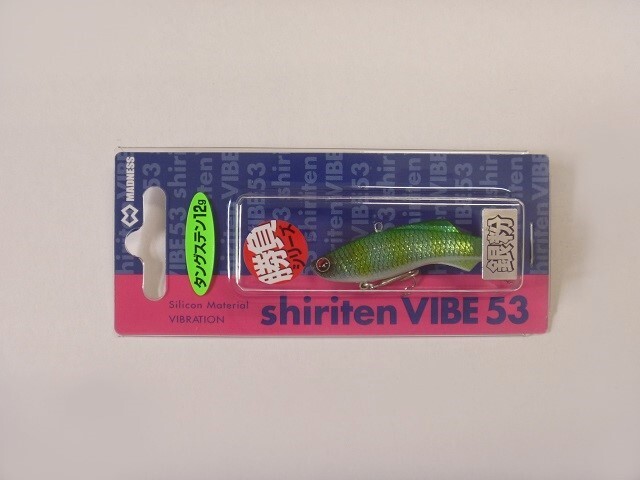 MADNESS
タングステン12g
勝負
シリーズ
銀粉
Silicon Material
VIBRATION
shiriten VIBE 53